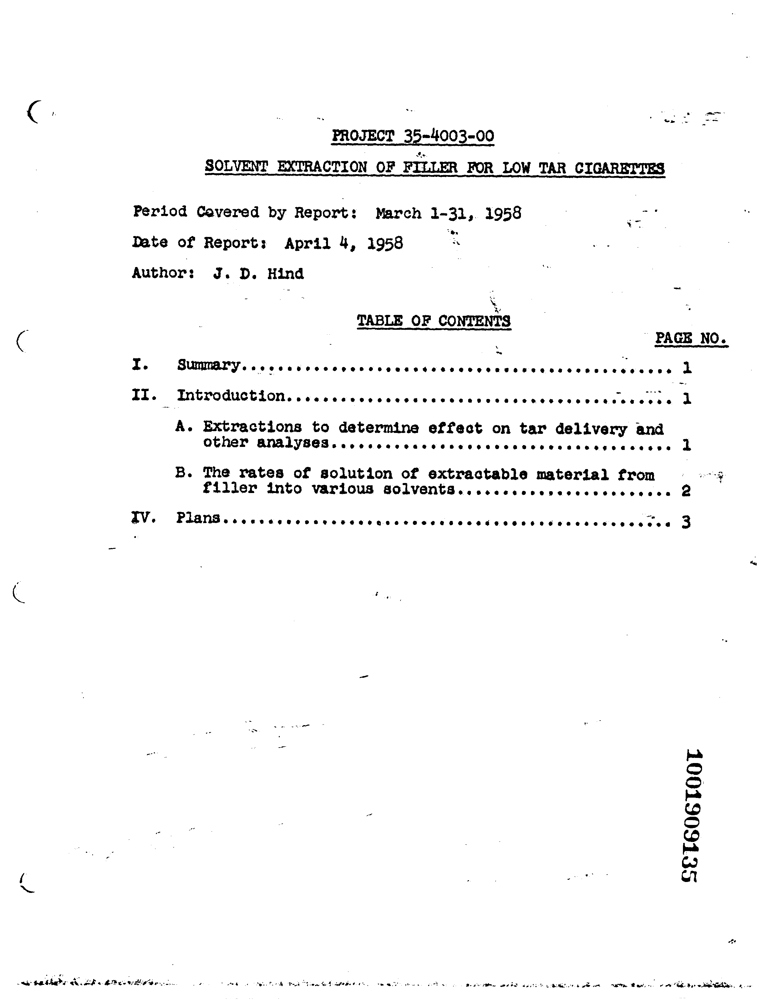 PROJECT 35-4003-00
SOLVENT EXTRACTION OF FILLER FOR LOW TAR CIGARETTES
Period Covered by Report: March 1-31, 1958
Date of Report: April 4, 1958
Author: J. D. Hind
TABLE OF CONTENTS
PAGE NO.
I. Summary................................................ 1
II. Introduction........................................... 1
A. Extractions to determine effect on tar delivery and
other analyses...................................... 1
B. The rates of solution of extractable material from
filler into various solvents........................ 2
IV. Plans.................................................. 3
1001909135